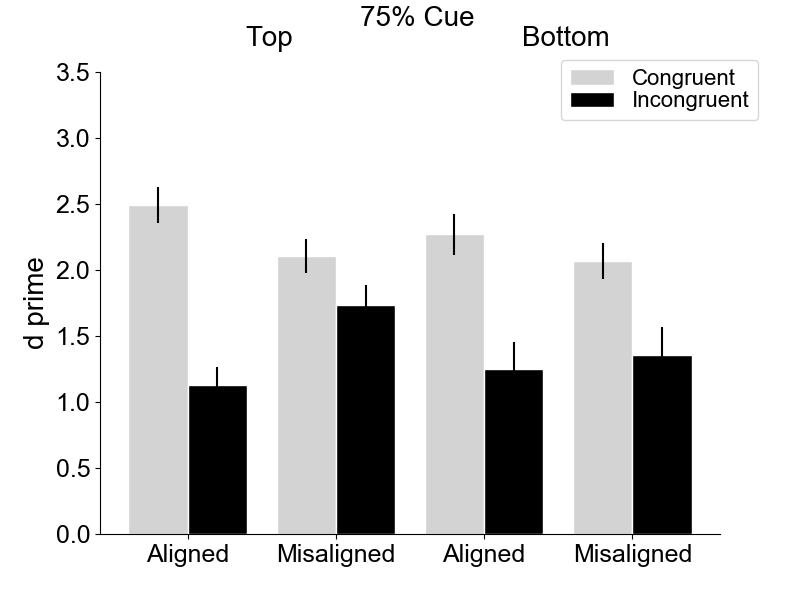 75% Cue
Top Bottom
Congruent
Incongruent
3.5
3.0
2.5
2.0
1.5
1.0
0.5
0.0
d prime
Aligned Misaligned Aligned Misaligned